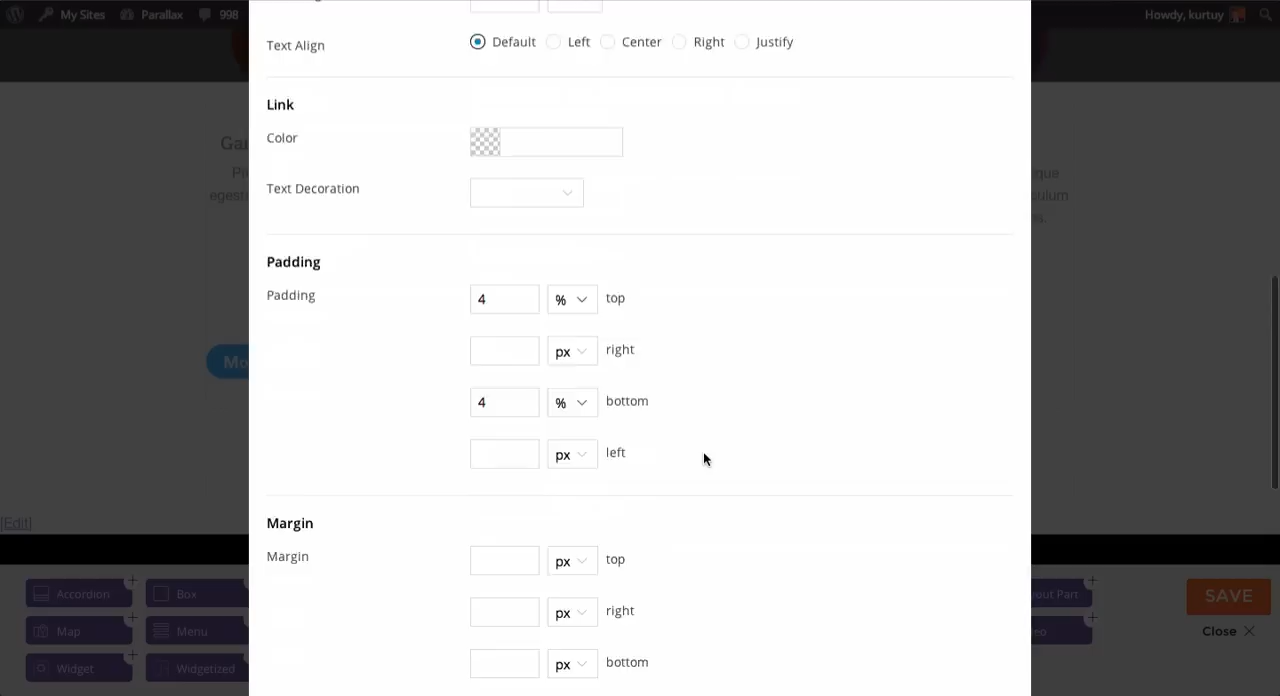 My Sites Parallax 998 Howdy, kurtuy
Text Align Default Left Center Right Justify
Link
Color
Text Decoration
Padding
Padding 4 % top
px right
4 % bottom
px left
Margin
Margin px top
px right
px bottom
[Edit]
Accordion Box
Map Menu
Widget Widgetized
Part
SAVE
Close